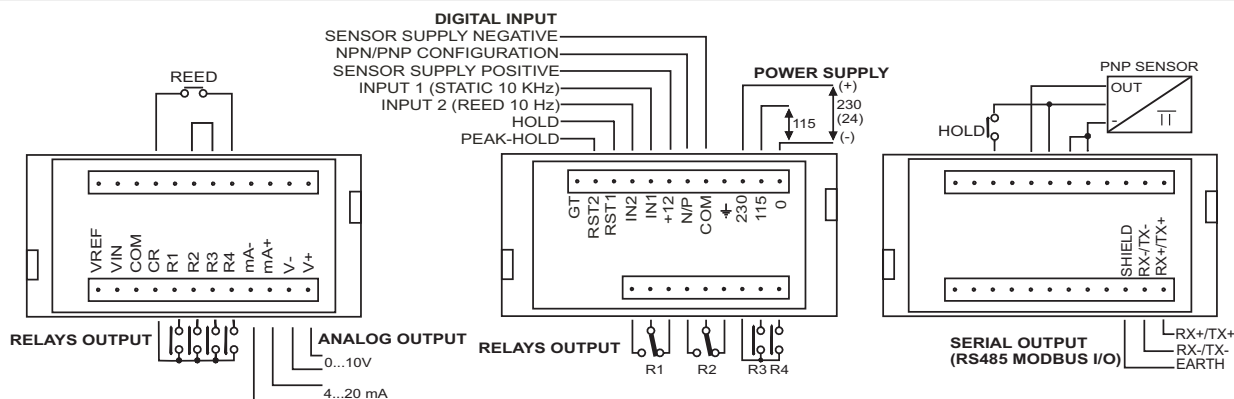 DIGITAL INPUT
SENSOR SUPPLY NEGATIVE
NPN/PNP CONFIGURATION
SENSOR SUPPLY POSITIVE
INPUT 1 (STATIC 10 KHz)
INPUT 2 (REED 10 Hz)
HOLD
PEAK-HOLD
REED
POWER SUPPLY
(+)
230
(24)
(-)
115
PNP SENSOR
OUT
-
HOLD
VREF
VIN
COM
CR
R1
R2
R3
R4
mA-
mA+
V-
V+
GT
RST2
RST1
IN2
IN1
+12
N/P
COM
230
115
0
SHIELD
RX-/TX-
RX+/TX+
RELAYS OUTPUT
ANALOG OUTPUT
0...10V
4...20 mA
RELAYS OUTPUT
R1
R2
R3 R4
SERIAL OUTPUT
(RS485 MODBUS I/O)
RX+/TX+
RX-/TX-
EARTH